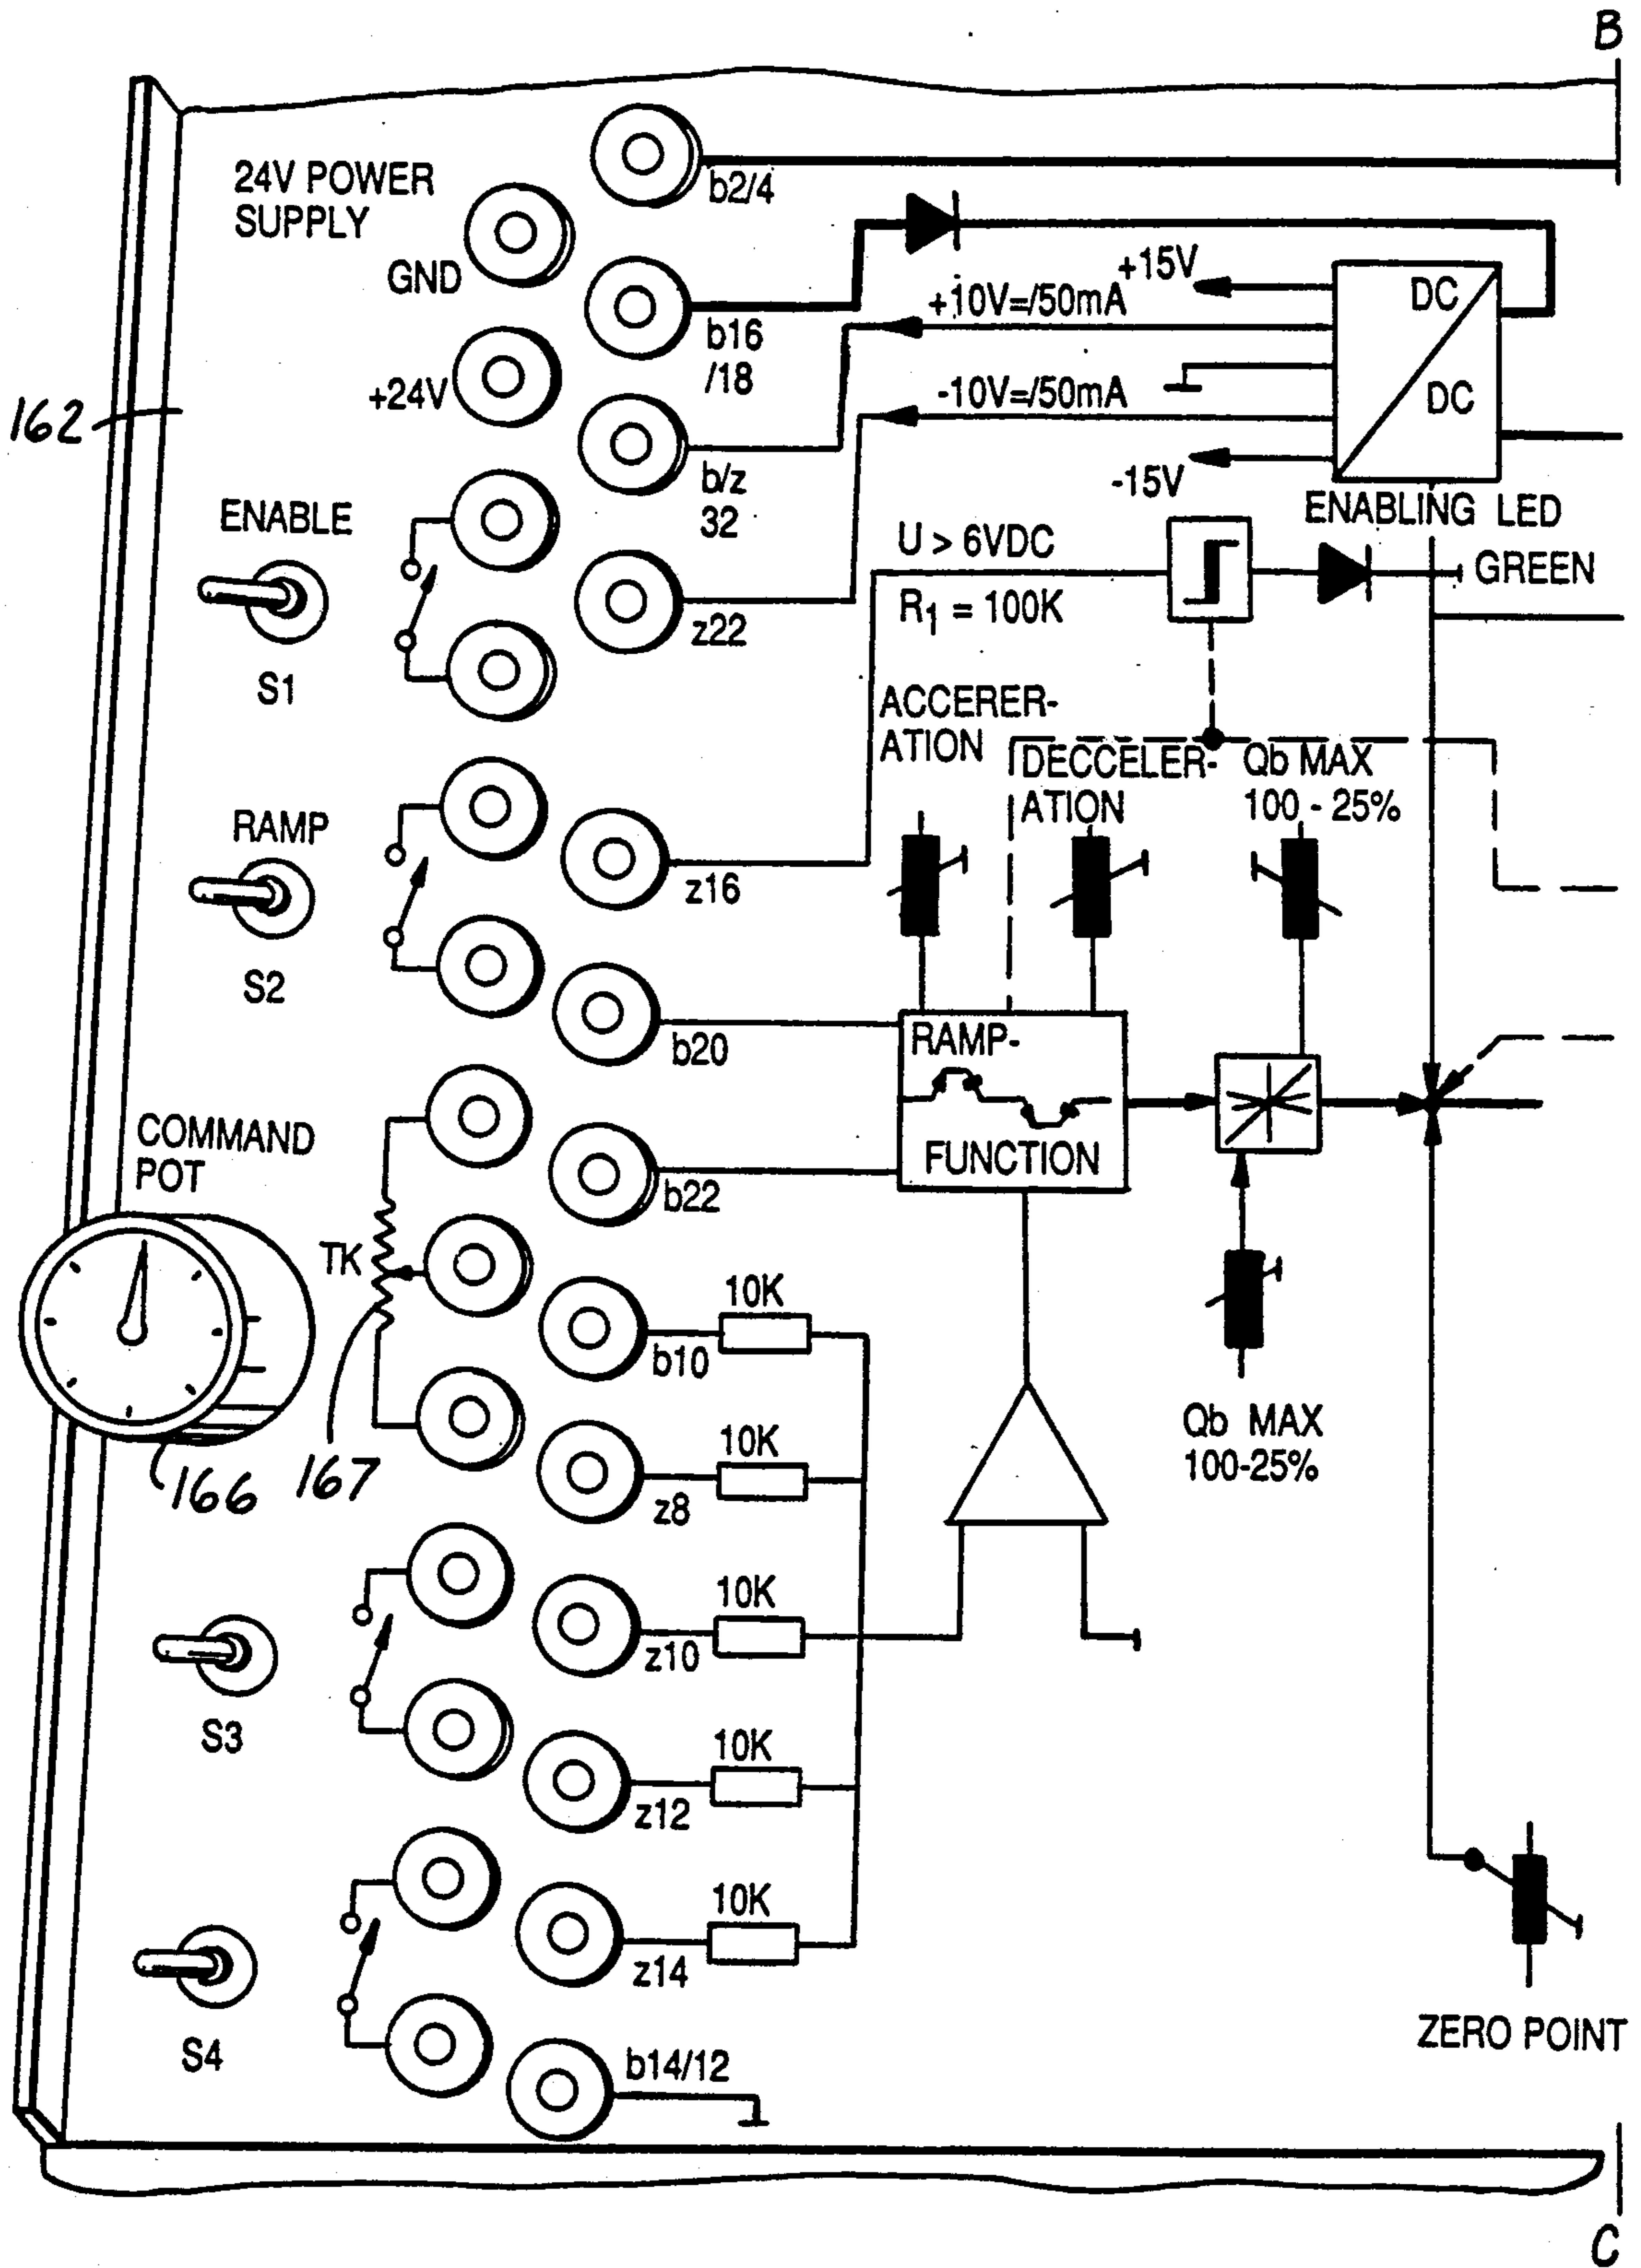 B
24V POWER
SUPPLY
b2/4
GND
b16
/18
+15V
+10V=/50mA
DC
+24V
-10V=/50mA
DC
162
b/z
32
-15V
ENABLING LED
ENABLE
U > 6VDC
GREEN
R1 = 100K
z22
S1
ACCERER-
ATION
DECCELER-
ATION
Qb MAX
100 - 25%
RAMP
z16
S2
b20
RAMP-
FUNCTION
COMMAND
POT
b22
TK
10K
b10
Qb MAX
100-25%
10K
166
167
z8
10K
z10
S3
10K
z12
10K
z14
ZERO POINT
S4
b14/12
C